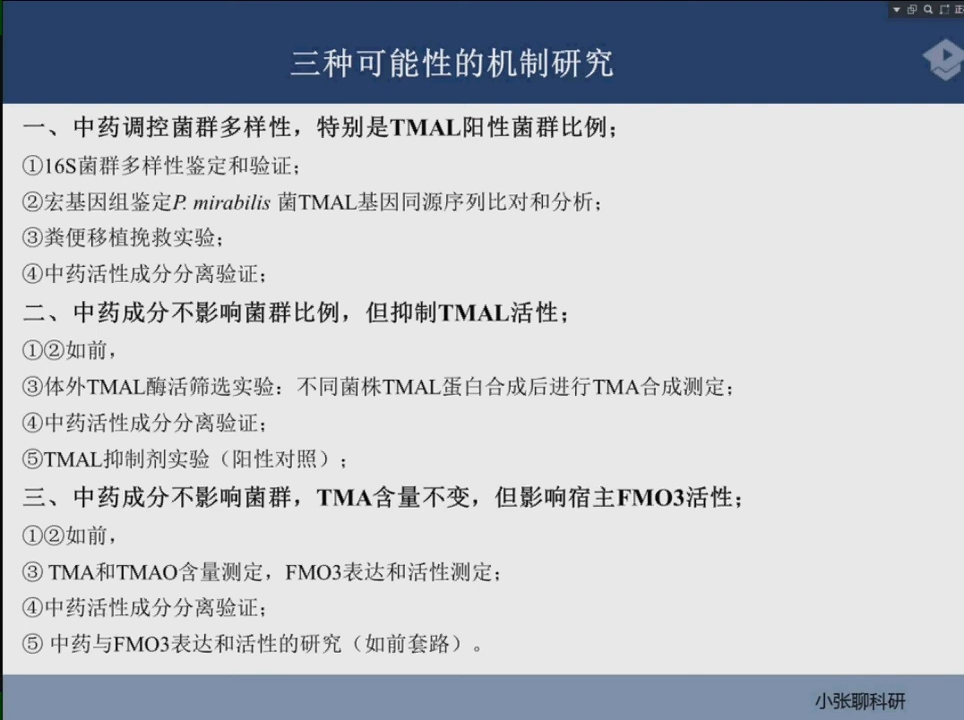 三种可能性的机制研究
一、中药调控菌群多样性，特别是TMAL阳性菌群比例；
①16S菌群多样性鉴定和验证；
②宏基因组鉴定P. mirabilis 菌TMAL基因同源序列比对和分析；
③粪便移植挽救实验；
④中药活性成分分离验证；
二、中药成分不影响菌群比例，但抑制TMAL活性；
①②如前，
③体外TMAL酶活筛选实验：不同菌株TMAL蛋白合成后进行TMA合成测定；
④中药活性成分分离验证；
⑤TMAL抑制剂实验（阳性对照）；
三、中药成分不影响菌群，TMA含量不变，但影响宿主FMO3活性；
①②如前，
③ TMA和TMAO含量测定，FMO3表达和活性测定；
④中药活性成分分离验证；
⑤ 中药与FMO3表达和活性的研究（如前套路）。
小张聊科研